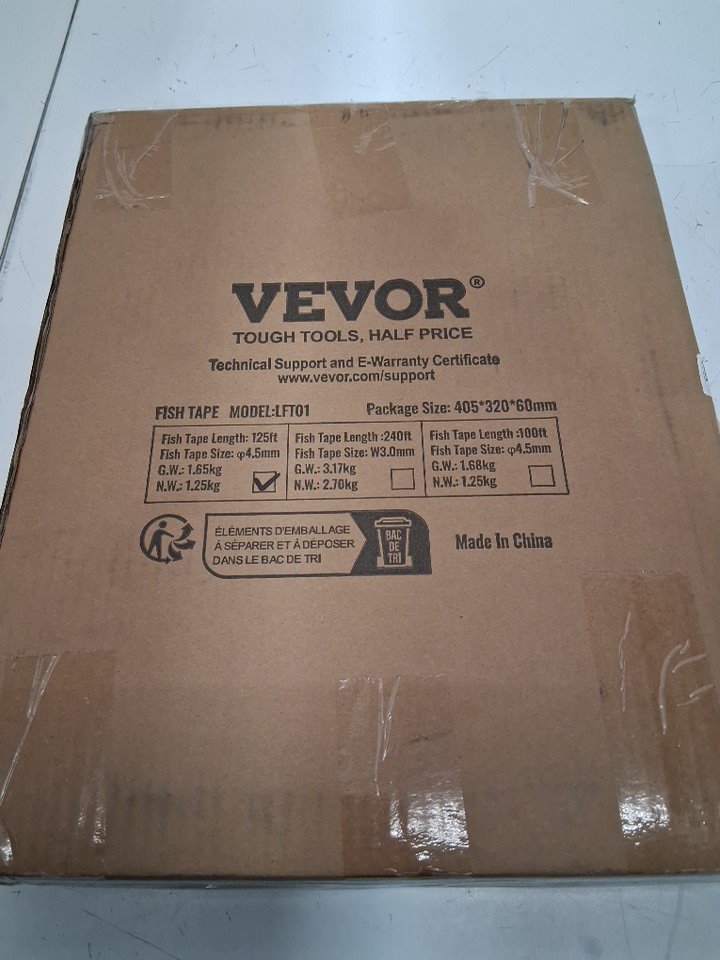 VEVOR®
TOUGH TOOLS, HALF PRICE
Technical Support and E-Warranty Certificate
www.vevor.com/support
FISH TAPE MODEL:LFT01 Package Size: 405*320*60mm
Fish Tape Length: 125ft
Fish Tape Size: φ4.5mm
G.W.: 1.65kg
N.W.: 1.25kg
Fish Tape Length :240ft
Fish Tape Size: W3.0mm
G.W.: 3.17kg
N.W.: 2.70kg
Fish Tape Length :100ft
Fish Tape Size: φ4.5mm
G.W.: 1.68kg
N.W.: 1.25kg
ÉLÉMENTS D'EMBALLAGE
À SÉPARER ET À DÉPOSER
DANS LE BAC DE TRI
BAC
DE
TRI
Made In China